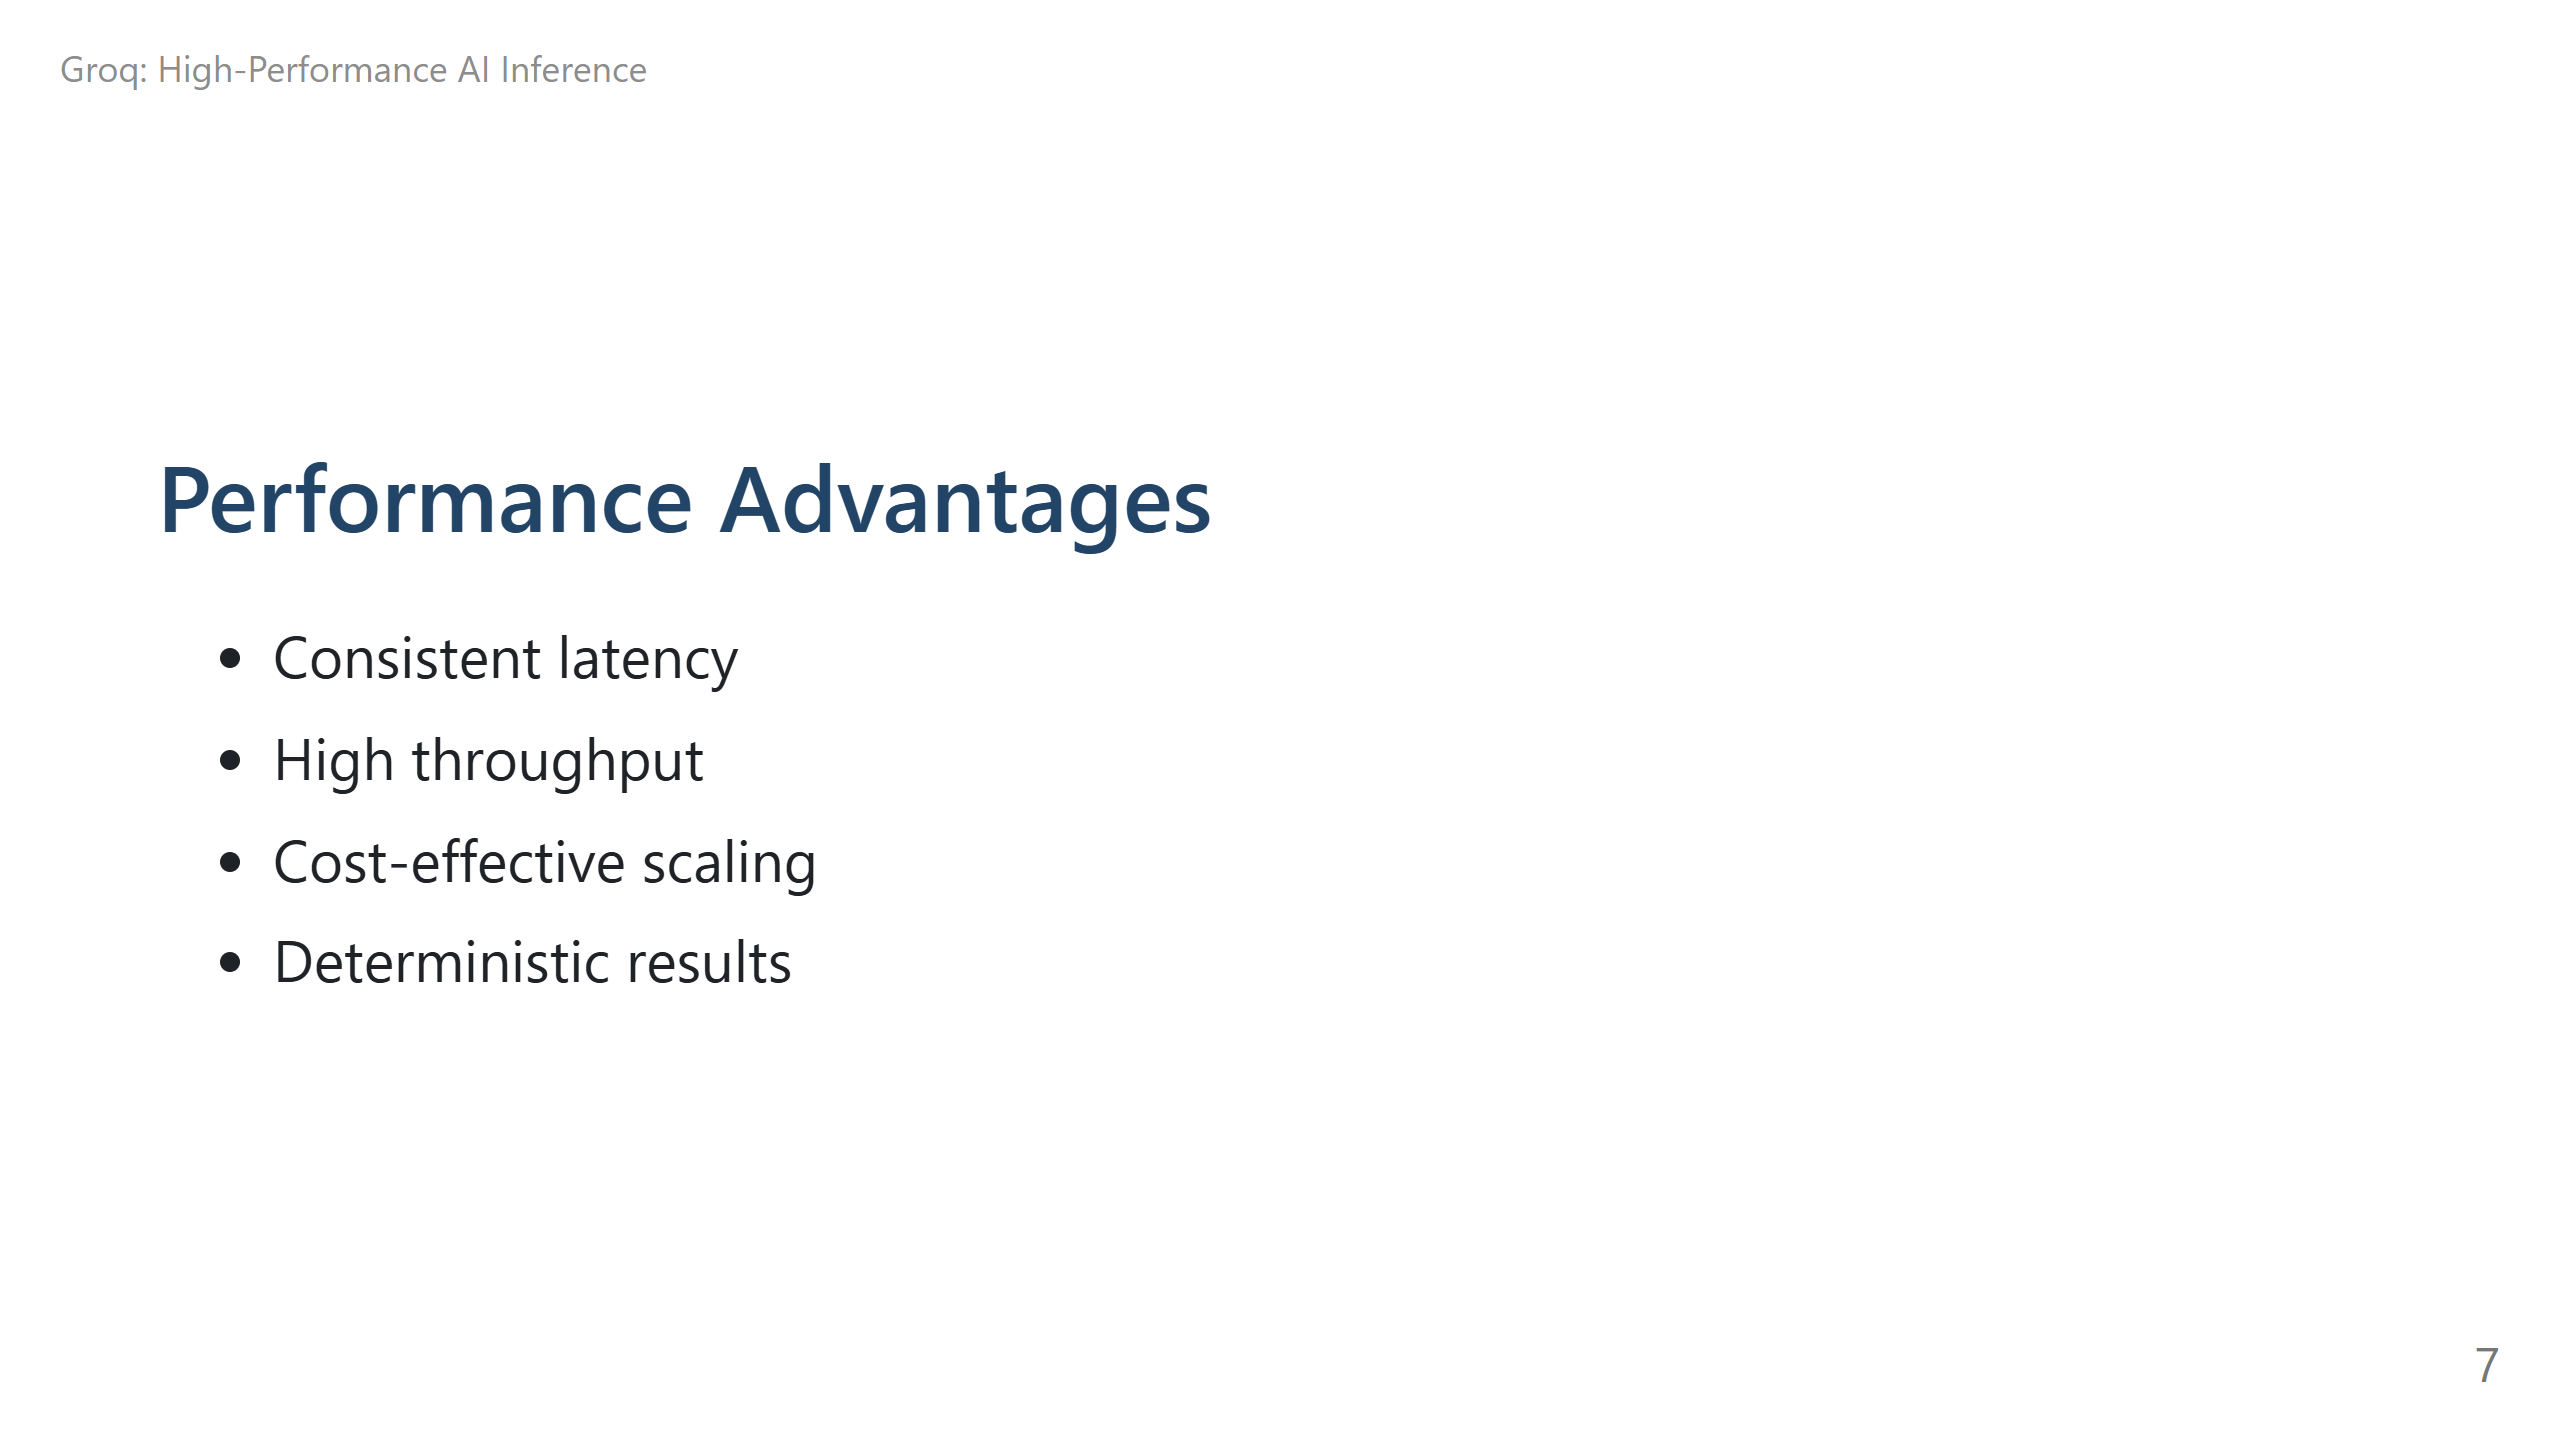 Groq: High-Performance AI Inference
Performance Advantages
• Consistent latency
• High throughput
• Cost-effective scaling
• Deterministic results
7